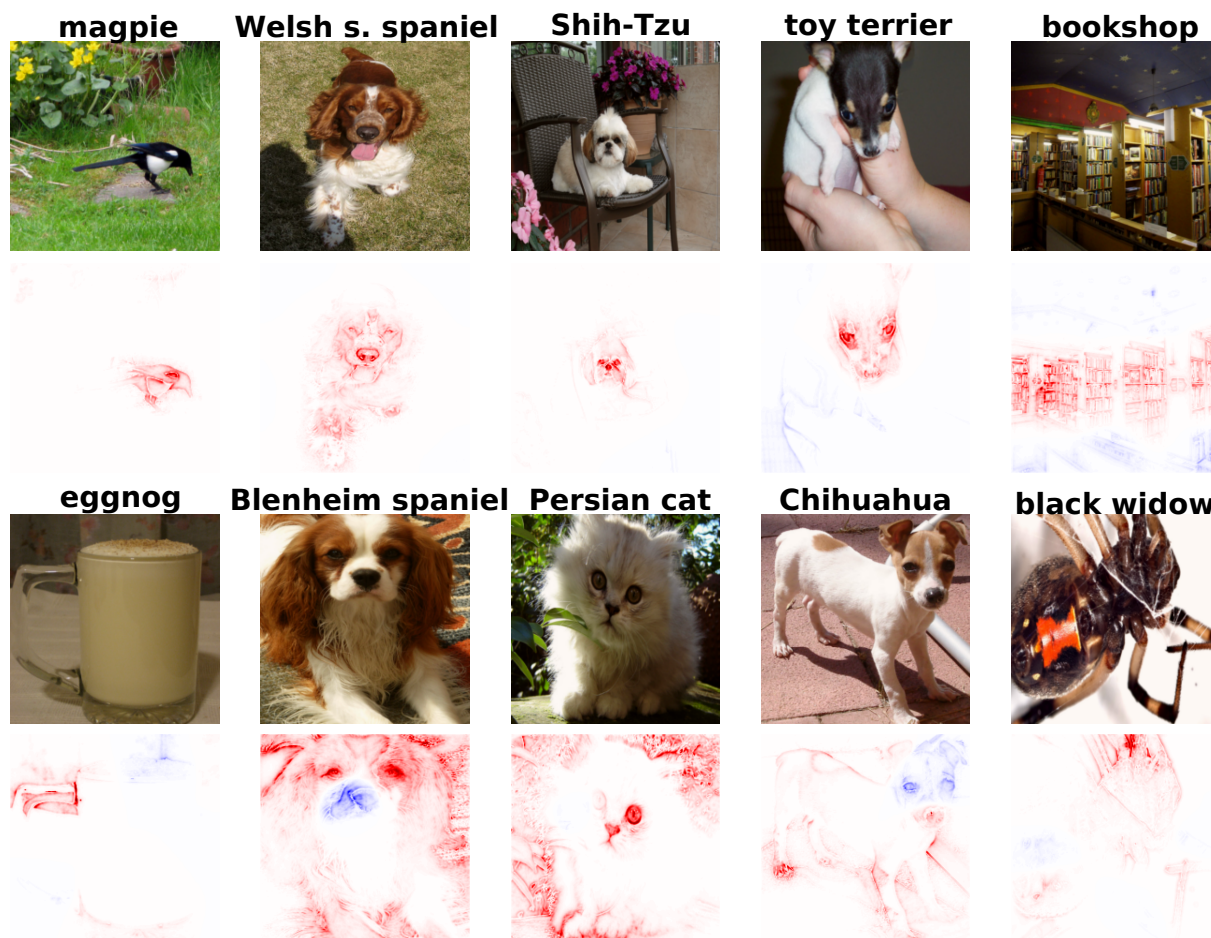 magpie
Welsh s. spaniel
Shih-Tzu
toy terrier
bookshop
eggnog
Blenheim spaniel
Persian cat
Chihuahua
black widow